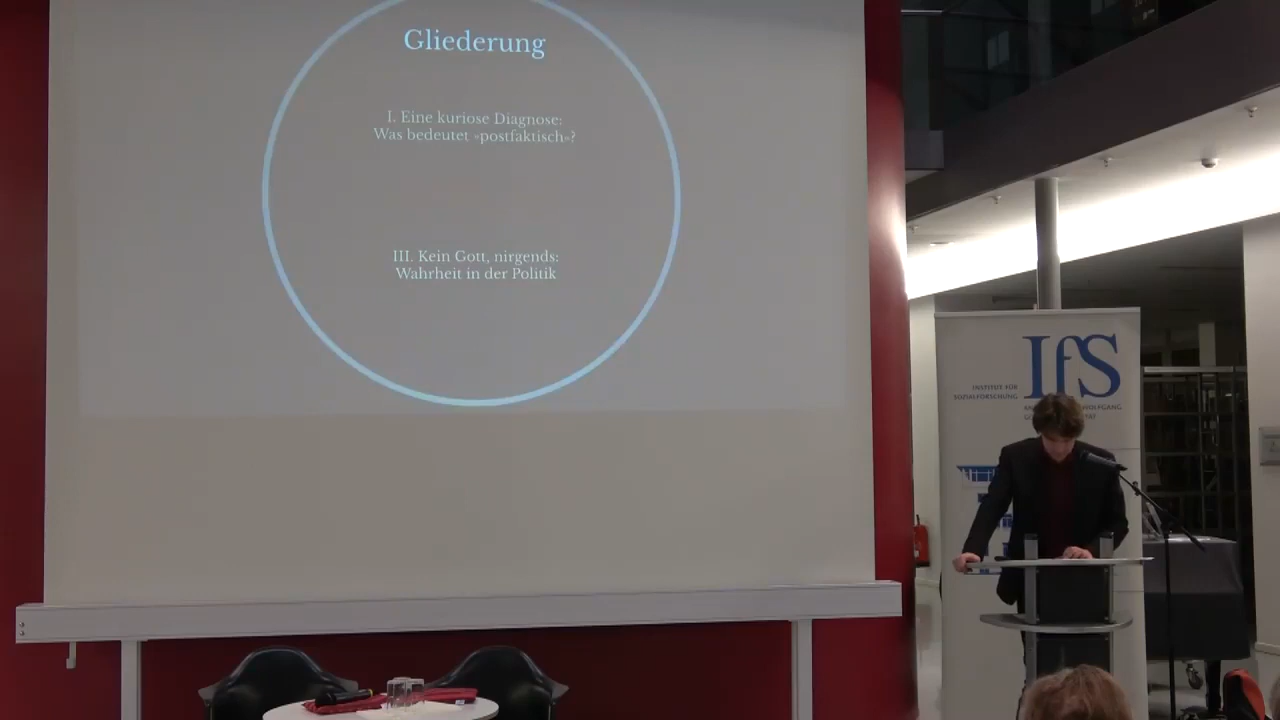 Gliederung
I. Eine kuriose Diagnose:
Was bedeutet »postfaktisch«?
III. Kein Gott, nirgends:
Wahrheit in der Politik
IfS
INSTITUT FÜR
SOZIALFORSCHUNG
WOLFGANG